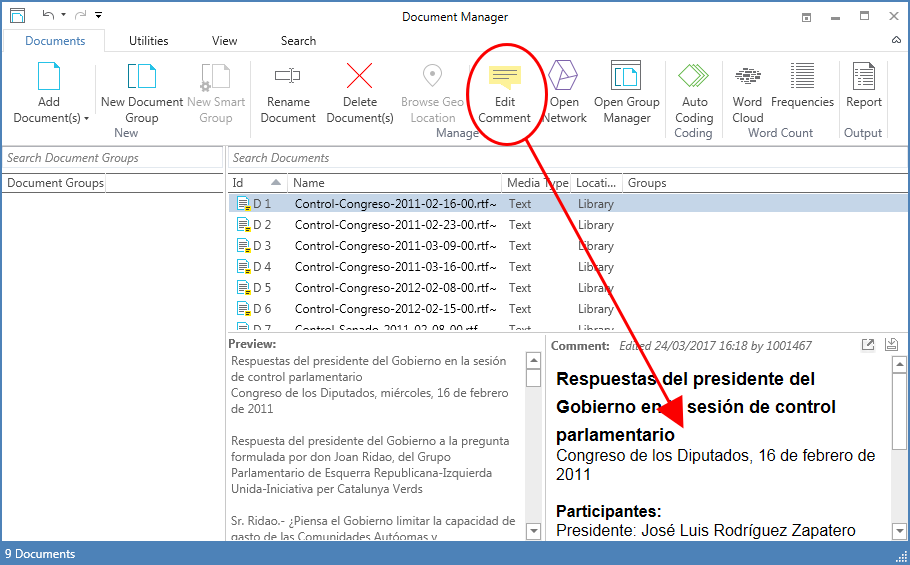 Document Manager
Documents Utilities View Search
Add Document(s)
New Document Group
New Smart Group
New
Rename Document
Delete Document(s)
Browse Geo Location
Edit Comment
Open Network
Open Group Manager
Manage
Auto Coding
Coding
Word Cloud
Frequencies
Word Count
Report
Output
Search Document Groups
Search Documents
Document Groups
Id Name Media Type Locati... Groups
D 1 Control-Congreso-2011-02-16-00.rtf~ Text Library
D 2 Control-Congreso-2011-02-23-00.rtf~ Text Library
D 3 Control-Congreso-2011-03-09-00.rtf~ Text Library
D 4 Control-Congreso-2011-03-16-00.rtf~ Text Library
D 5 Control-Congreso-2012-02-08-00.rtf~ Text Library
D 6 Control-Congreso-2012-02-15-00.rtf~ Text Library
D 7 Control-Senado-2011-02-08-00.rtf Text Library
Preview:
Respuestas del presidente del Gobierno en la sesión
de control parlamentario
Congreso de los Diputados, miércoles, 16 de febrero
de 2011
Respuesta del presidente del Gobierno a la pregunta
formulada por don Joan Ridao, del Grupo
Parlamentario de Esquerra Republicana-Izquierda
Unida-Iniciativa per Catalunya Verds
Sr. Ridao.- ¿Piensa el Gobierno limitar la capacidad de
gasto de las Comunidades Autóomas y
Comment: Edited 24/03/2017 16:18 by 1001467
Respuestas del presidente del
Gobierno en la sesión de control
parlamentario
Congreso de los Diputados, 16 de febrero de
2011
Participantes:
Presidente: José Luis Rodríguez Zapatero
9 Documents